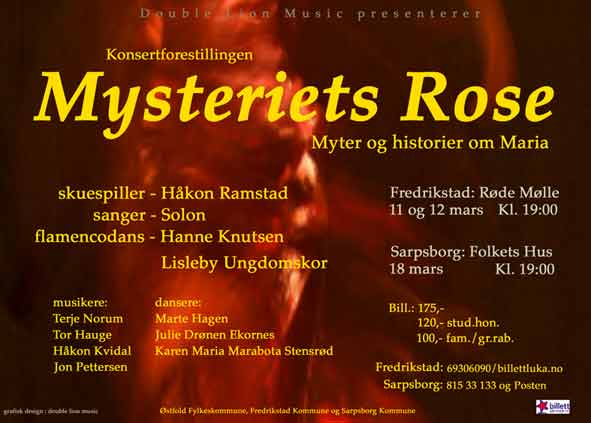 Double Lion Music presenterer
Konsertforestillingen
Mysteriets Rose
Myter og historier om Maria
skuespiller - Håkon Ramstad
sanger - Solon
flamencodans - Hanne Knutsen
Lisleby Ungdomskor
Fredrikstad: Røde Mølle
11 og 12 mars Kl. 19:00
Sarpsborg: Folkets Hus
18 mars Kl. 19:00
musikere:
Terje Norum
Tor Hauge
Håkon Kvidal
Jon Pettersen
dansere:
Marte Hagen
Julie Drønen Ekornes
Karen Maria Marabota Stensrød
Bill.: 175,-
120,- stud.hon.
100,- fam./gr.rab.
Fredrikstad: 69306090/billettluka.no
Sarpsborg: 815 33 133 og Posten
grafisk design : double lion music
Østfold Fylkeskommune, Fredrikstad Kommune og Sarpsborg Kommune
billett